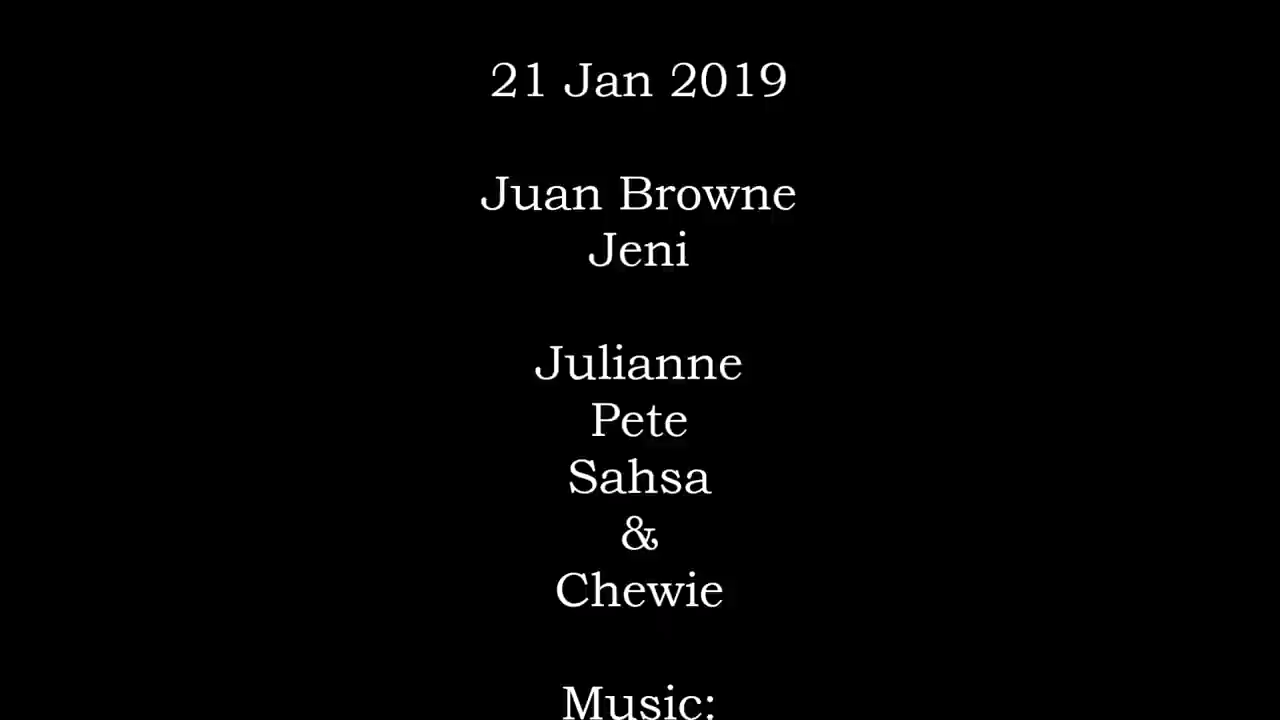 21 Jan 2019
Juan Browne
Jeni
Julianne
Pete
Sahsa
&
Chewie
Music: